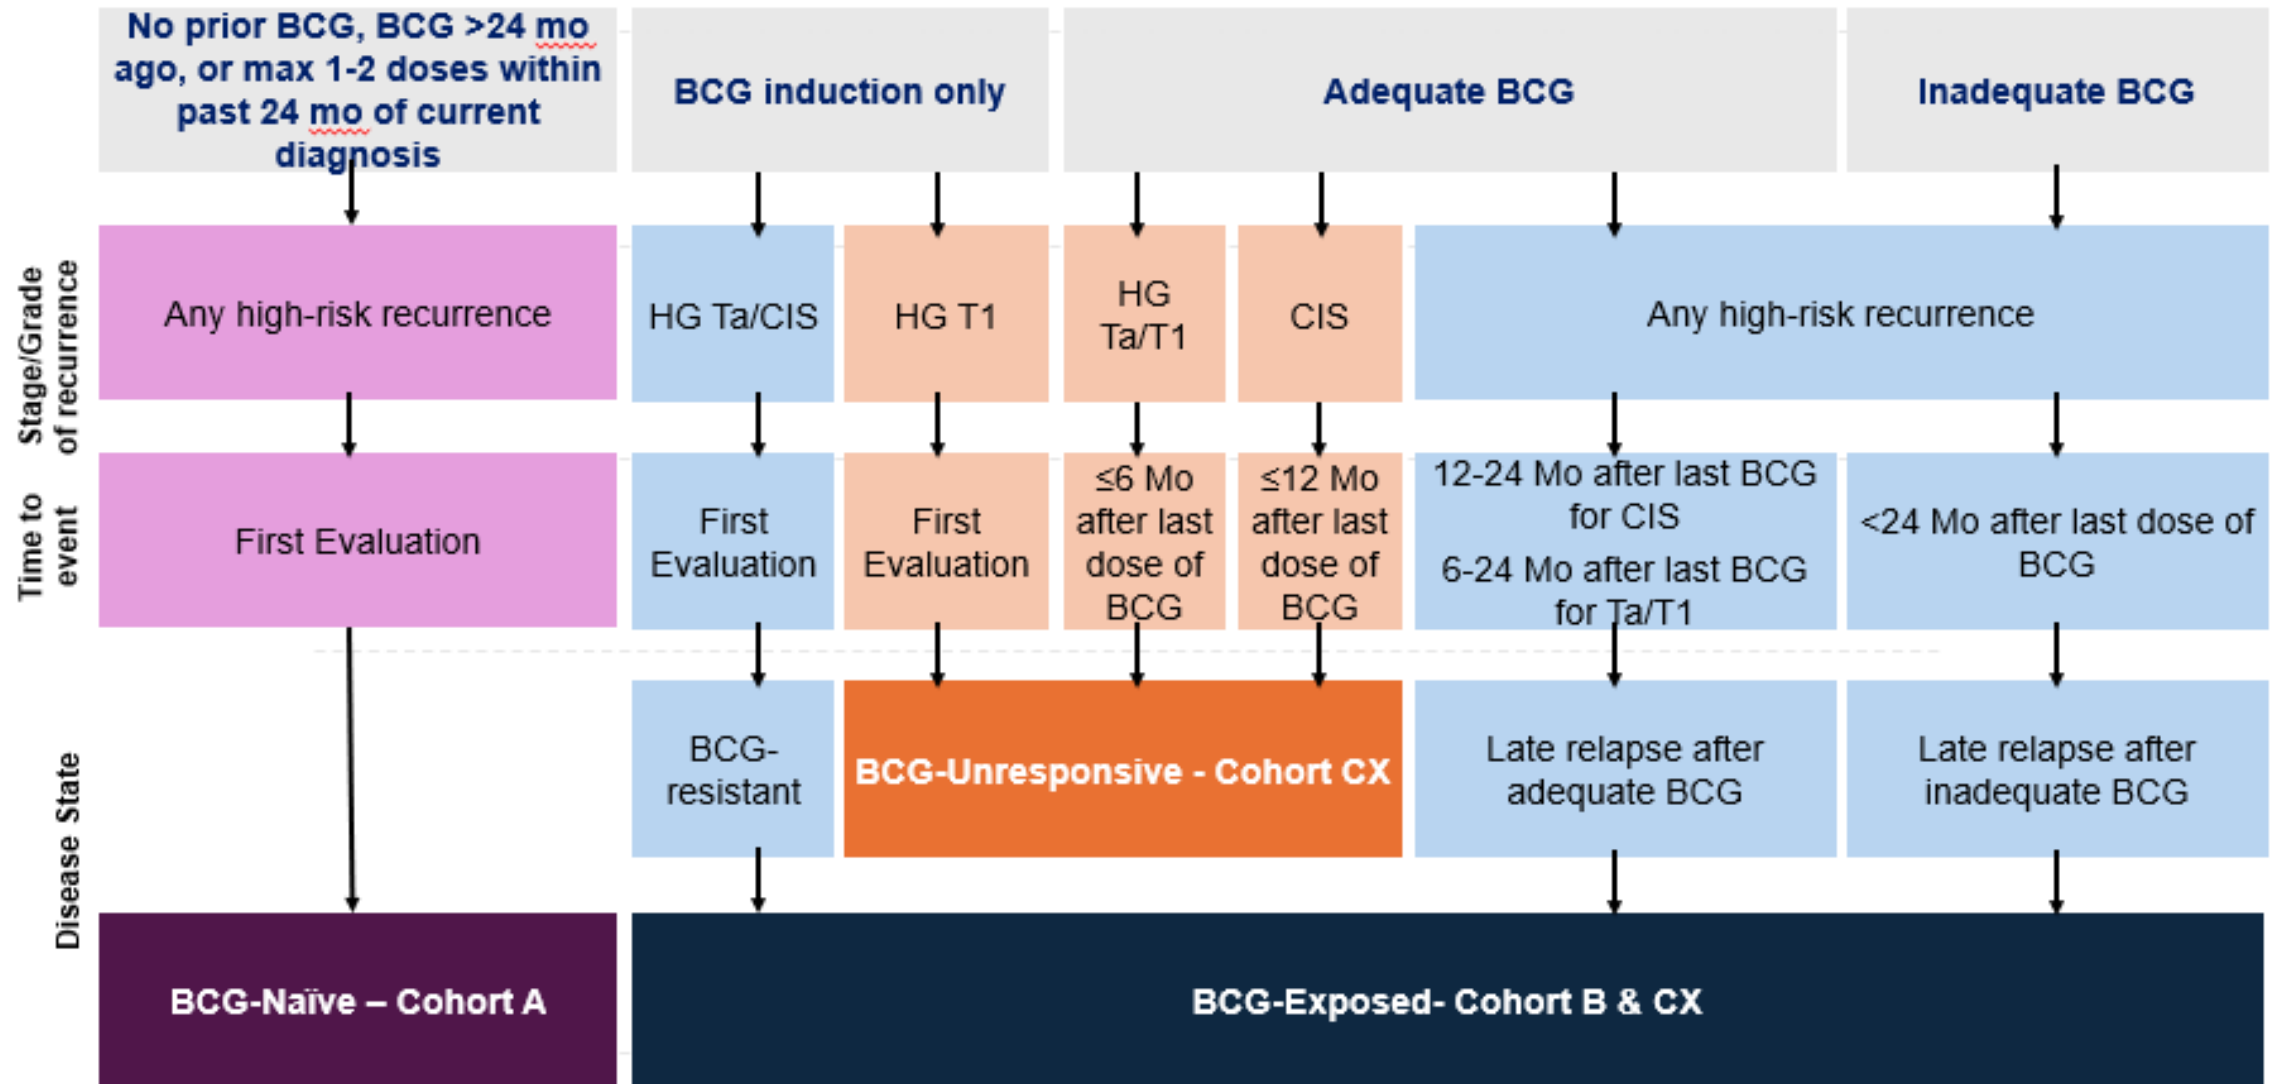 No prior BCG, BCG >24 mo
ago, or max 1-2 doses within
past 24 mo of current
diagnosis
BCG induction only
Adequate BCG
Inadequate BCG
Stage/Grade
of recurrence
Any high-risk recurrence
HG Ta/CIS
HG T1
HG
Ta/T1
CIS
Any high-risk recurrence
Time to
event
First Evaluation
First
Evaluation
First
Evaluation
≤6 Mo
after last
dose of
BCG
≤12 Mo
after last
dose of
BCG
12-24 Mo after last BCG
for CIS
6-24 Mo after last BCG
for Ta/T1
<24 Mo after last dose of
BCG
Disease State
BCG-
resistant
BCG-Unresponsive - Cohort CX
Late relapse after
adequate BCG
Late relapse after
inadequate BCG
BCG-Naïve – Cohort A
BCG-Exposed- Cohort B & CX